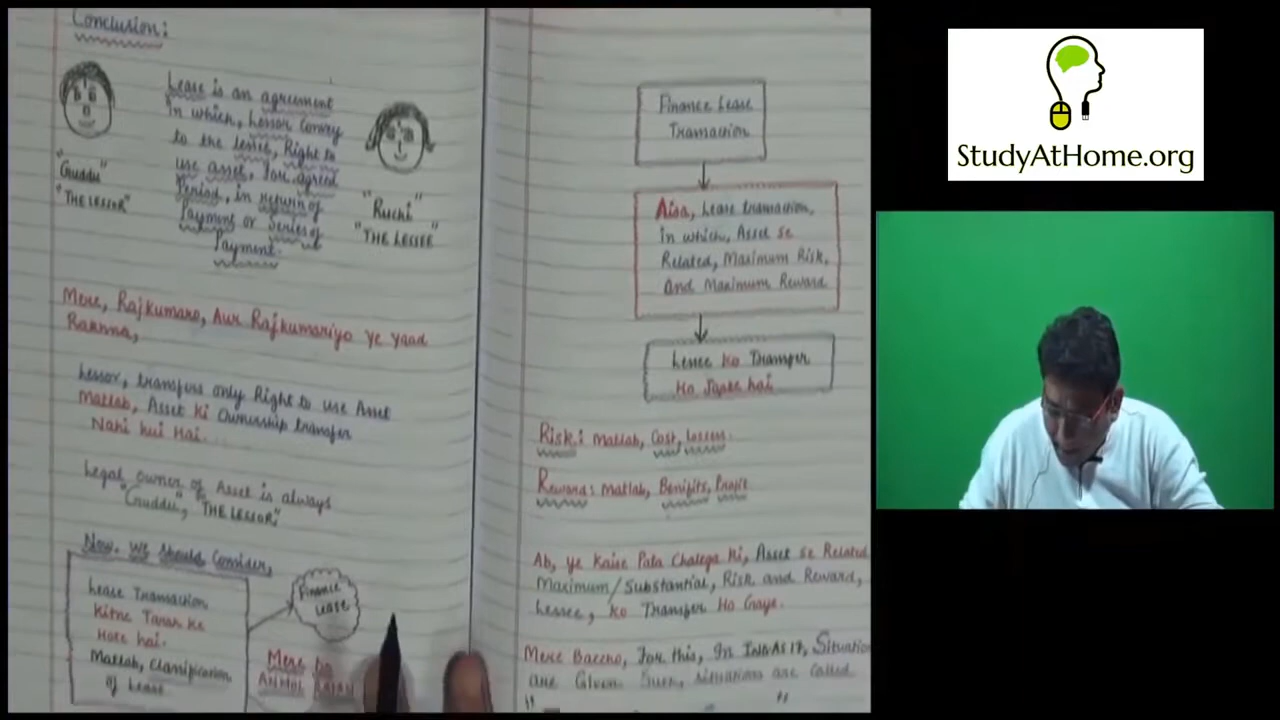 Conclusion:
Lease is an agreement
in which, Lessor Convey
to the lessee, Right to
use asset, For agreed
Period, in return of
Payment or Series of
Payment.
"Guddu"
"THE LESSOR"
"Ruchi"
"THE LESSEE"
Mere, Rajkumaro, Aur Rajkumariyo ye yaad
Rakhna,
Lessor, transfers only Right to use Asset
Matlab, Asset ki Ownership transfer
Nahi hui Hai.
Legal owner of Asset is always
"Guddu", "THE LESSOR"
Now, We Should Consider,
Lease Transaction
Kitne Tarah ke
Hote hai.
Matlab, Classification
of Lease
Finance
Lease
Mere Do
ANMOL RATAN
Finance Lease
Transaction
Aisa, Lease transaction,
in which, Asset se
Related, Maximum Risk,
And Maximum Reward
Lessee ko Transfer
Ho Jaate hai
Risk: Matlab, Cost, Losses.
Reward: Matlab, Benifits, Profit
Ab, ye Kaise Pata Chalega Ki, Asset se Related
Maximum/Substantial, Risk and Reward,
Lessee, ko Transfer Ho Gaye.
Mere Baccho, For this, In IND AS 17, Situation
are Given. Such, situations are called
StudyAtHome.org